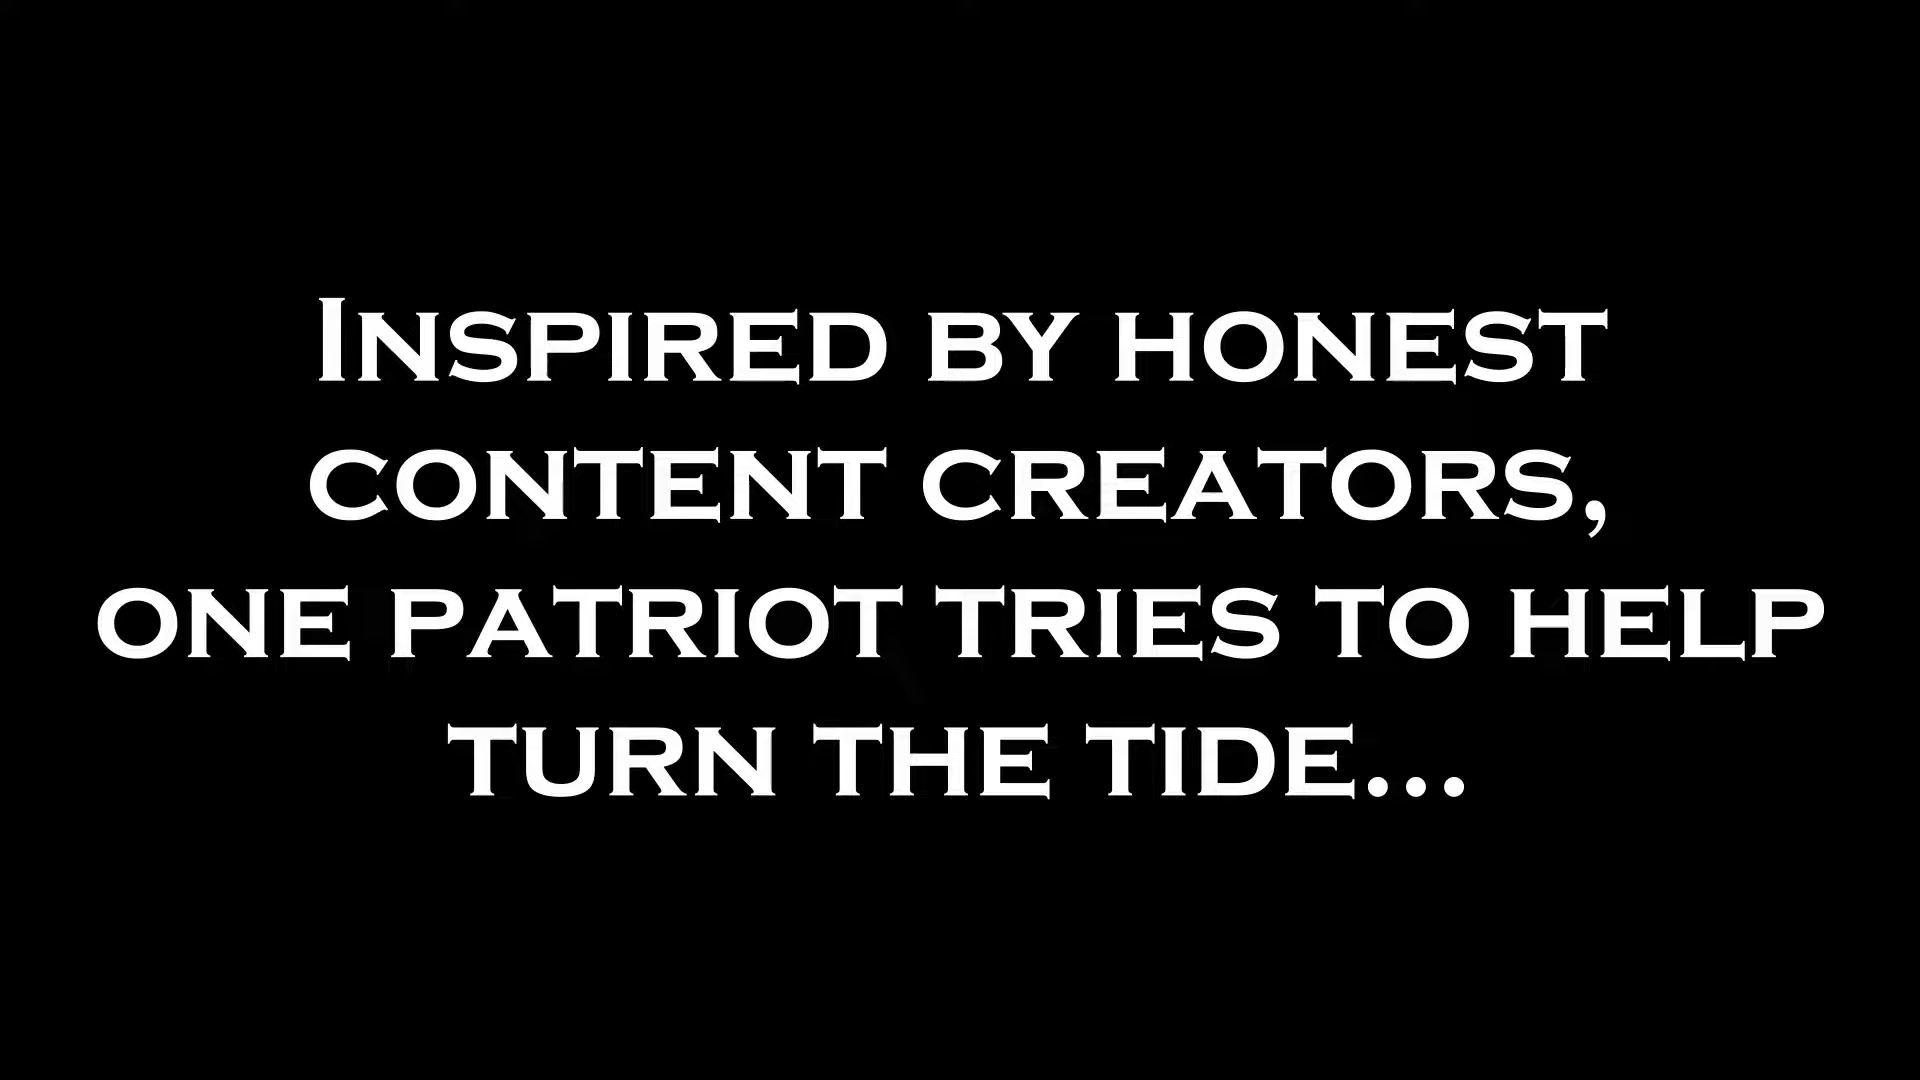 Inspired by honest
content creators,
one patriot tries to help
turn the tide...